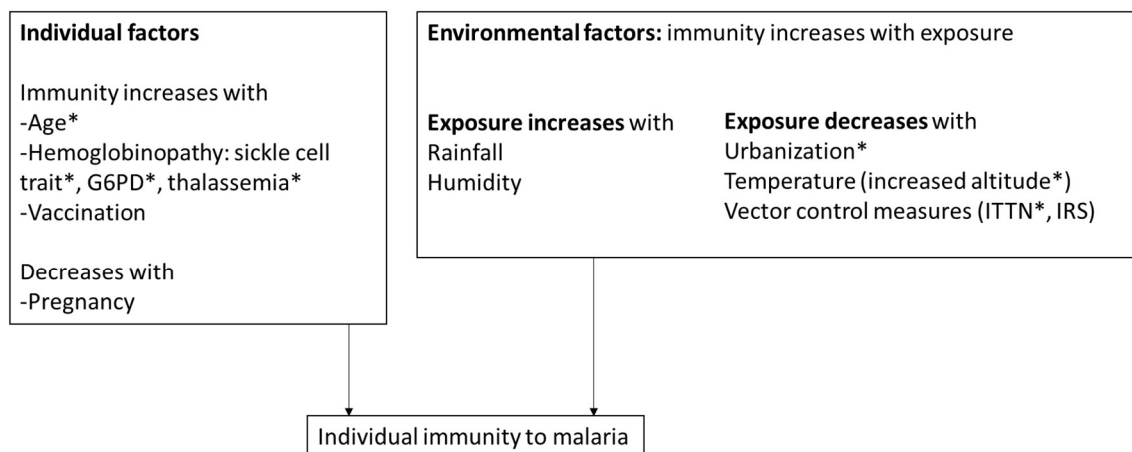 Individual factors
Immunity increases with
-Age*
-Hemoglobinopathy: sickle cell
trait*, G6PD*, thalassemia*
-Vaccination
Decreases with
-Pregnancy
Environmental factors: immunity increases with exposure
Exposure increases with
Rainfall
Humidity
Exposure decreases with
Urbanization*
Temperature (increased altitude*)
Vector control measures (ITTN*, IRS)
Individual immunity to malaria